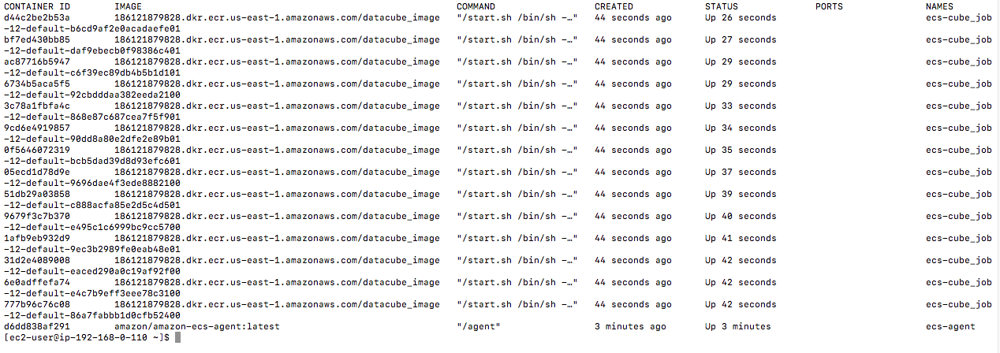 CONTAINER ID IMAGE COMMAND CREATED STATUS PORTS NAMES
d44c2be2b53a 186121879828.dkr.ecr.us-east-1.amazonaws.com/datacube_image "/start.sh /bin/sh -…" 44 seconds ago Up 26 seconds ecs-cube_job
-12-default-b6cd9af2e0acadaefe01
bf7ed430bb85 186121879828.dkr.ecr.us-east-1.amazonaws.com/datacube_image "/start.sh /bin/sh -…" 44 seconds ago Up 27 seconds ecs-cube_job
-12-default-daf9ebecb0f98386c401
ac87716b5947 186121879828.dkr.ecr.us-east-1.amazonaws.com/datacube_image "/start.sh /bin/sh -…" 44 seconds ago Up 29 seconds ecs-cube_job
-12-default-c6f39ec89db4b5b1d101
6734b5aca5f5 186121879828.dkr.ecr.us-east-1.amazonaws.com/datacube_image "/start.sh /bin/sh -…" 44 seconds ago Up 29 seconds ecs-cube_job
-12-default-92cbdddaa382eeda2100
3c78a1fbfa4c 186121879828.dkr.ecr.us-east-1.amazonaws.com/datacube_image "/start.sh /bin/sh -…" 44 seconds ago Up 33 seconds ecs-cube_job
-12-default-868e87c687cea7f5f901
9cd6e4919857 186121879828.dkr.ecr.us-east-1.amazonaws.com/datacube_image "/start.sh /bin/sh -…" 44 seconds ago Up 34 seconds ecs-cube_job
-12-default-90dd8a80e2dfe2e89b01
0f5646072319 186121879828.dkr.ecr.us-east-1.amazonaws.com/datacube_image "/start.sh /bin/sh -…" 44 seconds ago Up 35 seconds ecs-cube_job
-12-default-bcb5dad39d8d93efc601
05ecd1d78d9e 186121879828.dkr.ecr.us-east-1.amazonaws.com/datacube_image "/start.sh /bin/sh -…" 44 seconds ago Up 37 seconds ecs-cube_job
-12-default-9696dae4f3ede8882100
51db29a03858 186121879828.dkr.ecr.us-east-1.amazonaws.com/datacube_image "/start.sh /bin/sh -…" 44 seconds ago Up 39 seconds ecs-cube_job
-12-default-c888acfa85e2d5c4d501
9679f3c7b370 186121879828.dkr.ecr.us-east-1.amazonaws.com/datacube_image "/start.sh /bin/sh -…" 44 seconds ago Up 40 seconds ecs-cube_job
-12-default-e495c1c6999bc9cc5700
1afb9eb932d9 186121879828.dkr.ecr.us-east-1.amazonaws.com/datacube_image "/start.sh /bin/sh -…" 44 seconds ago Up 41 seconds ecs-cube_job
-12-default-9ec3b2989fe0eab48e01
31d2e4089008 186121879828.dkr.ecr.us-east-1.amazonaws.com/datacube_image "/start.sh /bin/sh -…" 44 seconds ago Up 42 seconds ecs-cube_job
-12-default-eaced290a0c19af92f00
6e0adffefa74 186121879828.dkr.ecr.us-east-1.amazonaws.com/datacube_image "/start.sh /bin/sh -…" 44 seconds ago Up 42 seconds ecs-cube_job
-12-default-e4c7b9eff3eee78c3100
777b96c76c08 186121879828.dkr.ecr.us-east-1.amazonaws.com/datacube_image "/start.sh /bin/sh -…" 44 seconds ago Up 42 seconds ecs-cube_job
-12-default-86a7fabbb1d0cfb52400
d6dd838af291 amazon/amazon-ecs-agent:latest "/agent" 3 minutes ago Up 3 minutes ecs-agent
[ec2-user@ip-192-168-0-110 ~]$